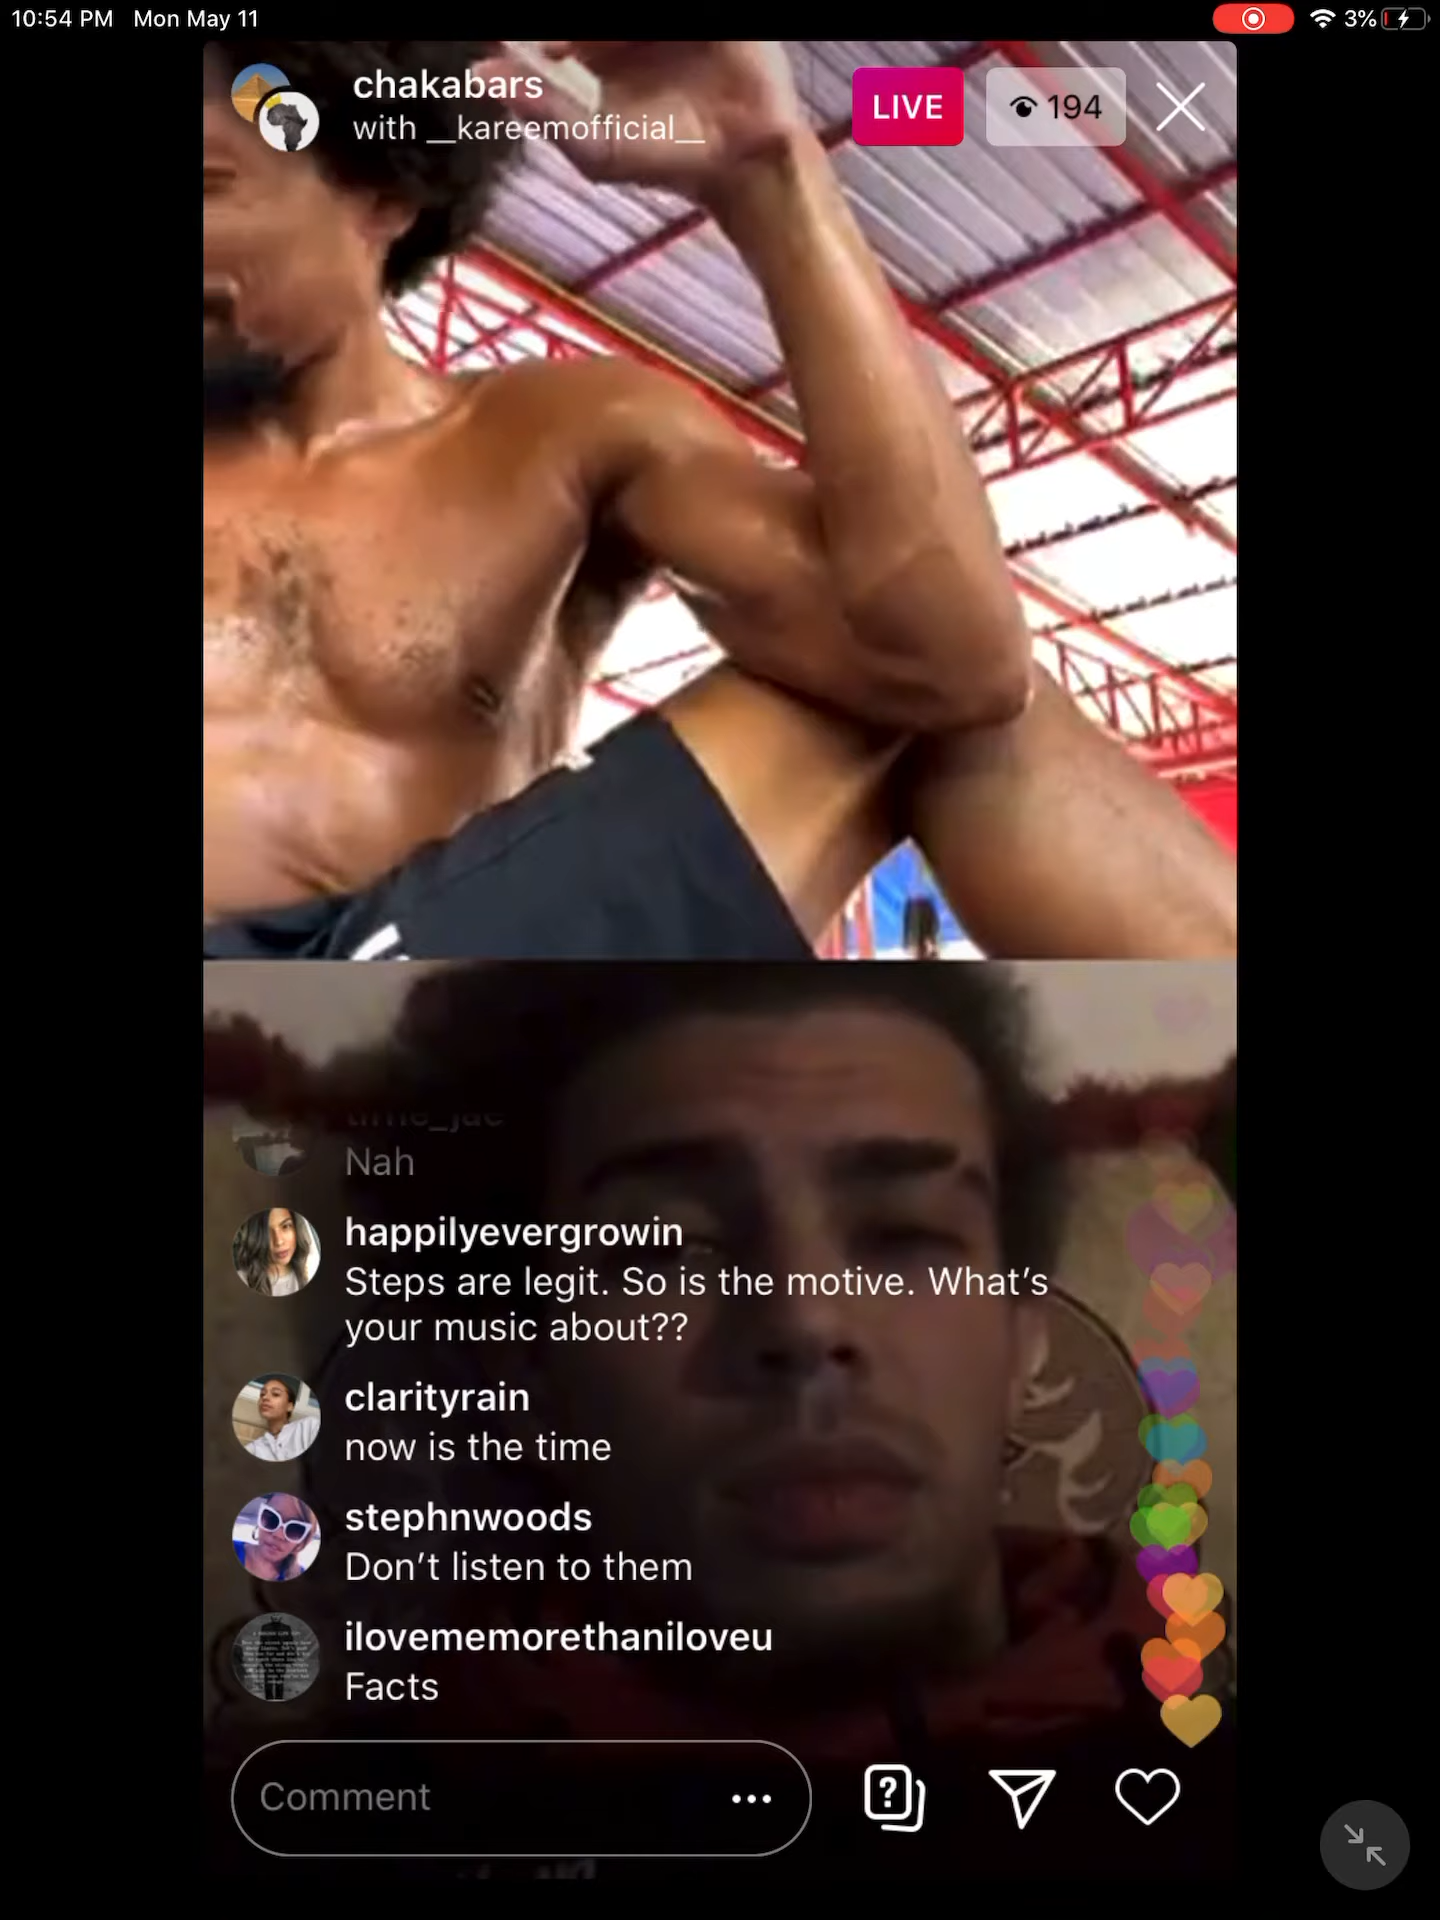 10:54 PM Mon May 11
3%
chakabars
with __kareemofficial__
LIVE
194
time_jae
Nah
happilyevergrowin
Steps are legit. So is the motive. What's
your music about??
clarityrain
now is the time
stephnwoods
Don't listen to them
ilovememorethaniloveu
Facts
Comment